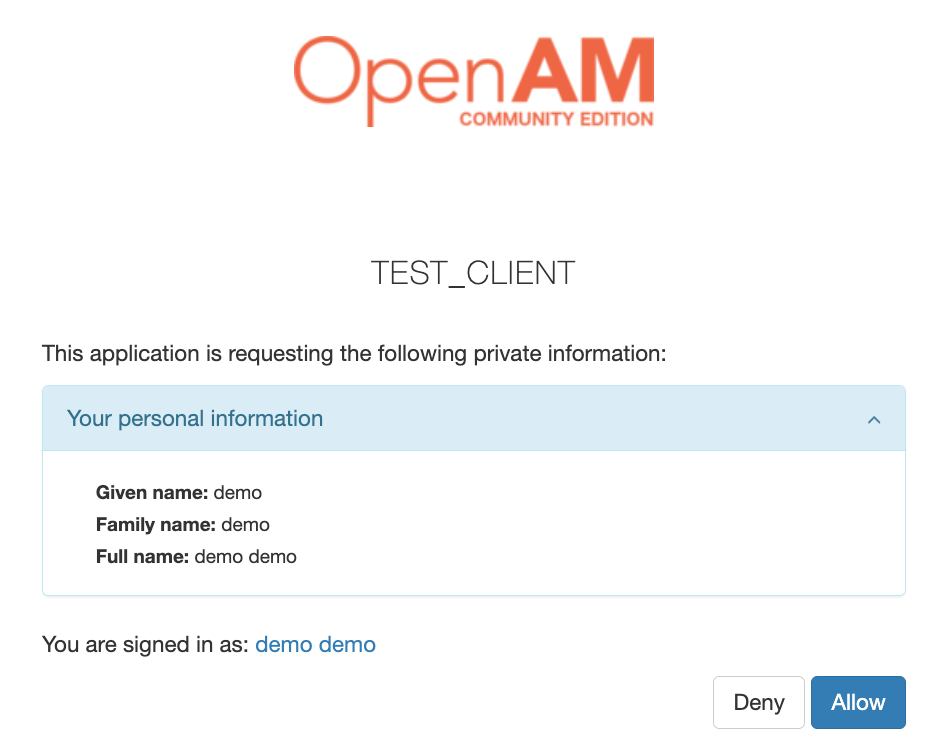 OpenAM
COMMUNITY EDITION
TEST_CLIENT
This application is requesting the following private information:
Your personal information
Given name: demo
Family name: demo
Full name: demo demo
You are signed in as: demo demo
Deny Allow